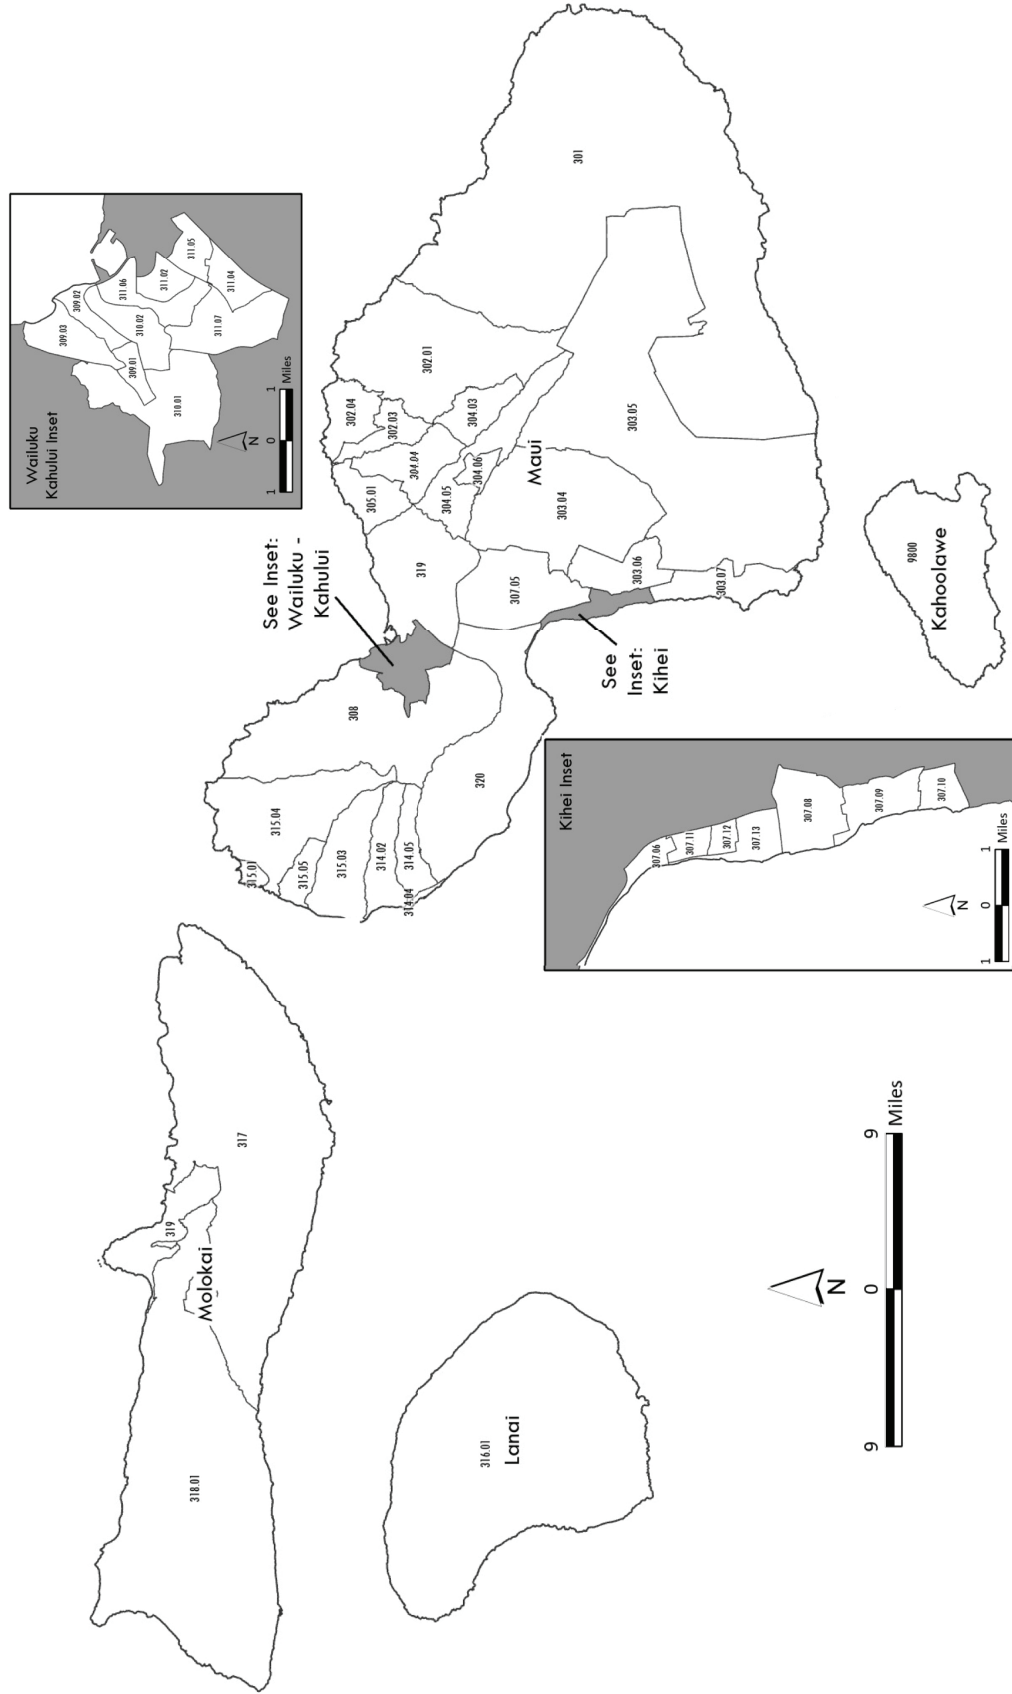 Wailuku
Kahului Inset
309.03
309.02
309.01
310.01
310.02
311.06
311.02
311.05
311.04
311.07
N
1
0
1
Miles
See Inset:
Wailuku -
Kahului
301
302.01
302.04
302.03
304.03
304.04
304.06
304.05
305.01
319
Maui
303.05
303.04
303.06
303.07
307.05
See
Inset:
Kihei
308
320
315.04
315.01
315.05
315.03
314.02
314.05
314.04
9800
Kahoolawe
Kihei Inset
307.06
307.11
307.12
307.13
307.08
307.09
307.10
N
1
0
1
Miles
317
319
Molokai
318.01
316.01
Lanai
N
9
0
9
Miles